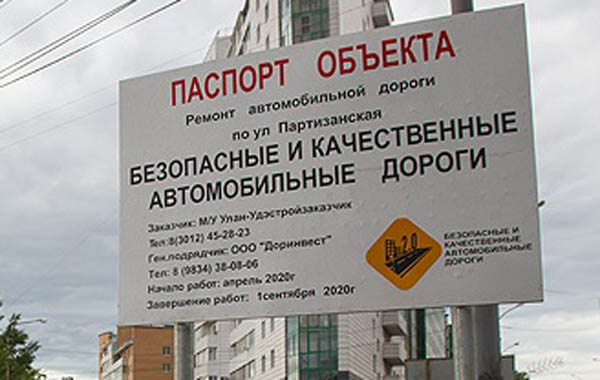 ПАСПОРТ ОБЪЕКТА
Ремонт автомобильной дороги
по ул Партизанская
БЕЗОПАСНЫЕ И КАЧЕСТВЕННЫЕ
АВТОМОБИЛЬНЫЕ ДОРОГИ
Заказчик: М/У Улан-Удэстройзаказчик
Тел:8(3012) 45-28-23
Ген.подрядчик: ООО "Доринвест"
Тел: 8 (9834) 38-08-06
Начало работ: апрель 2020г
Завершение работ: 1сентября 2020г
2.0
БЕЗОПАСНЫЕ И
КАЧЕСТВЕННЫЕ
АВТОМОБИЛЬНЫЕ
ДОРОГИ